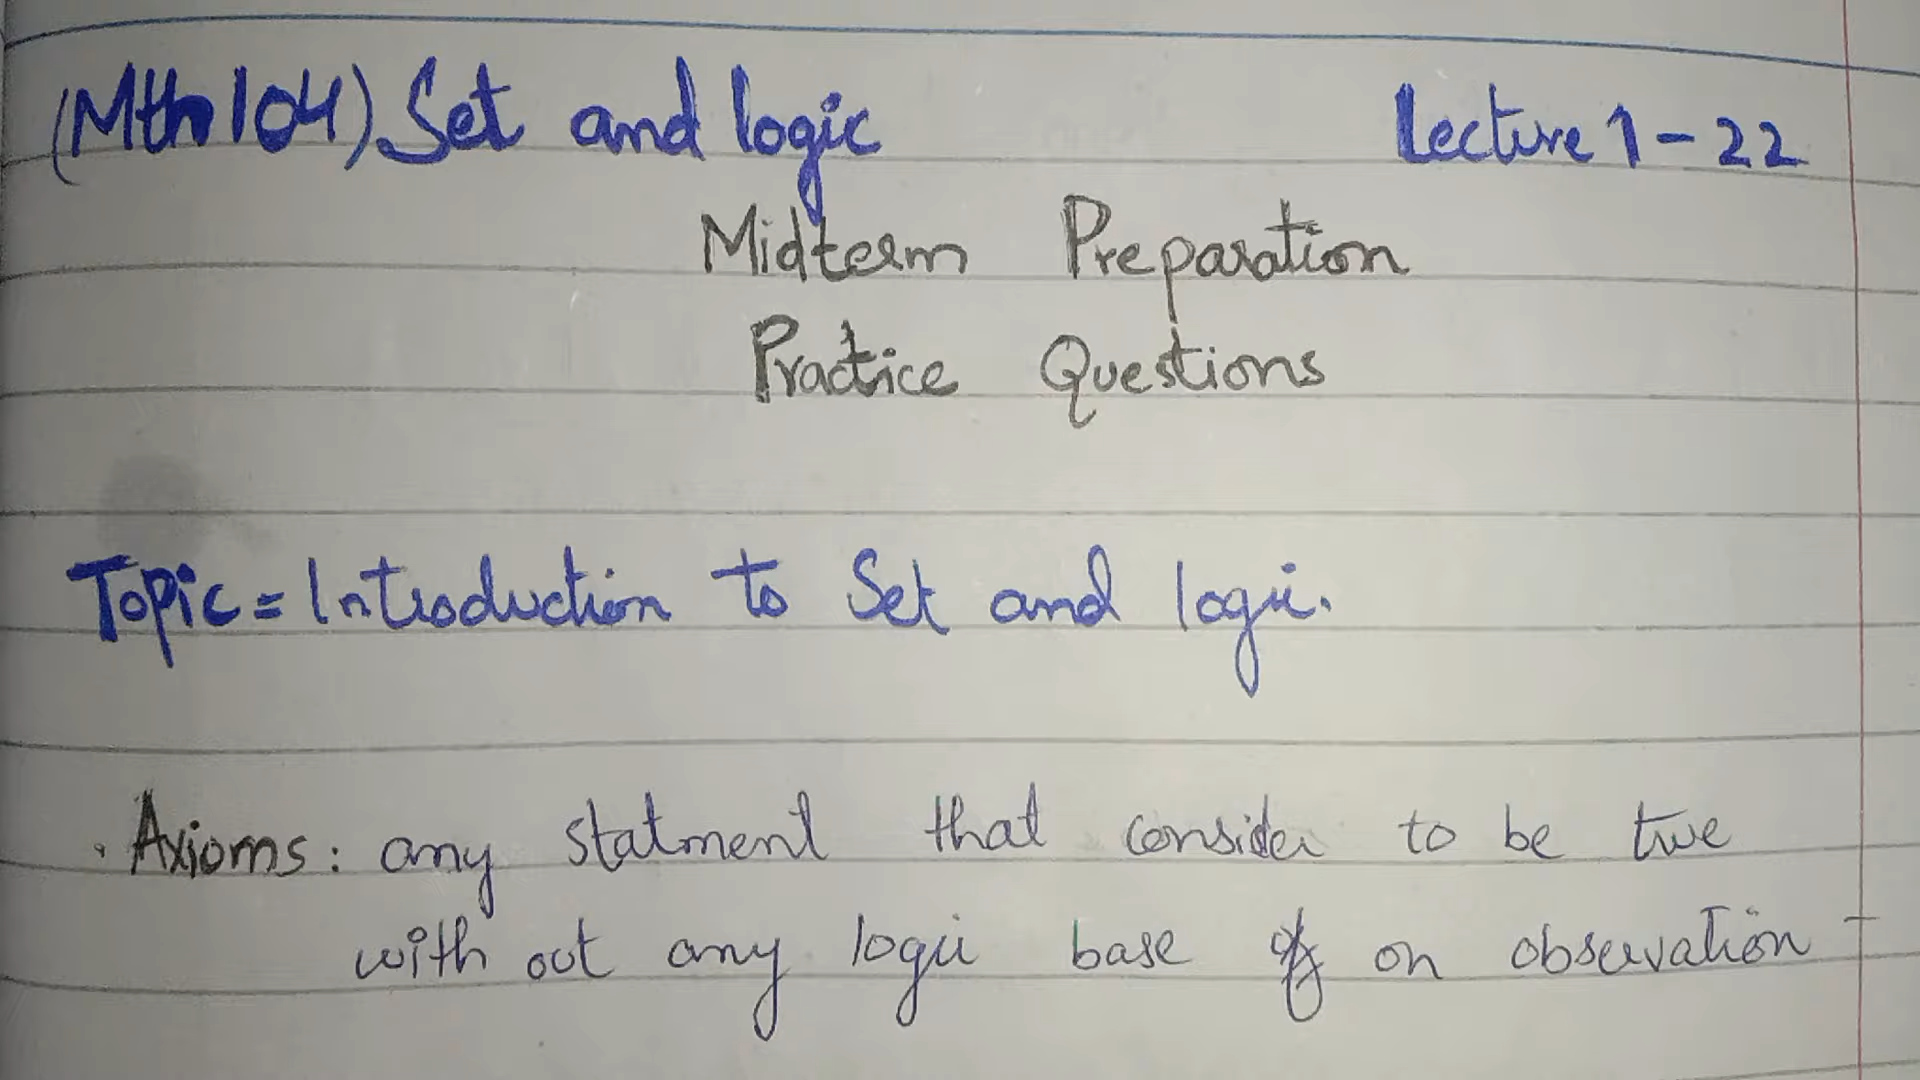 (Mth104) Set and logic Lecture 1-22
Midterm Preparation
Practice Questions
Topic = Introduction to Set and logic.
. Axioms: any statment that consider to be true
with out any logic base on observation